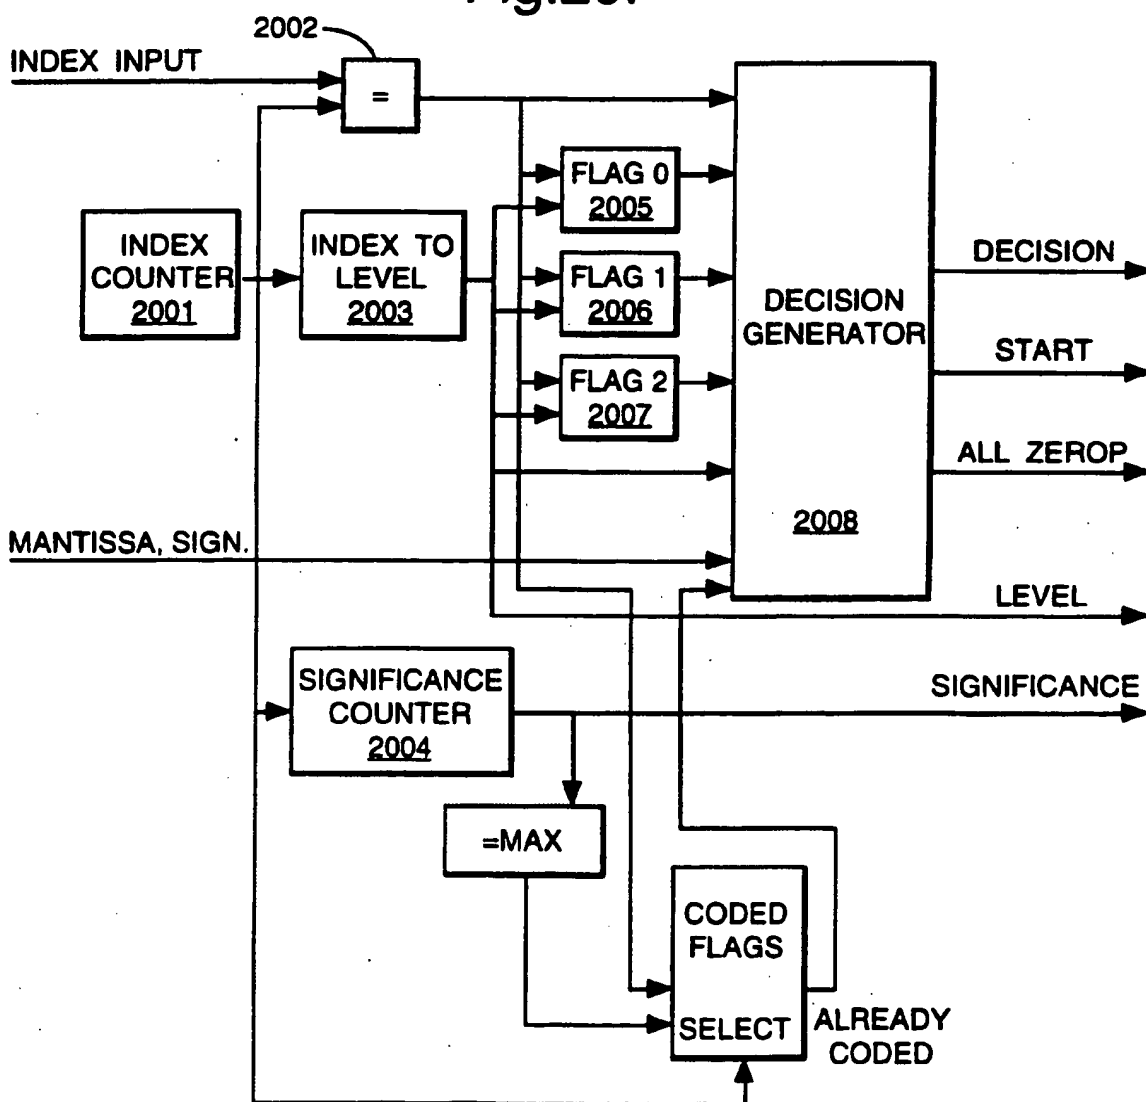 2002
INDEX INPUT
=
FLAG 0
2005
INDEX
COUNTER
2001
INDEX TO
LEVEL
2003
FLAG 1
2006
FLAG 2
2007
DECISION
GENERATOR
2008
DECISION
START
ALL ZEROP
MANTISSA, SIGN.
LEVEL
SIGNIFICANCE
COUNTER
2004
SIGNIFICANCE
=MAX
CODED
FLAGS
SELECT
ALREADY
CODED